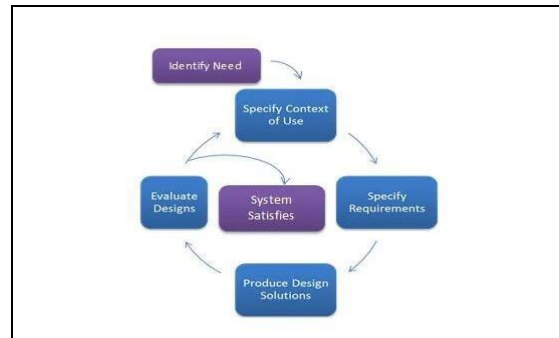 Identify Need
Specify Context
of Use
Specify
Requirements
Produce Design
Solutions
Evaluate
Designs
System
Satisfies